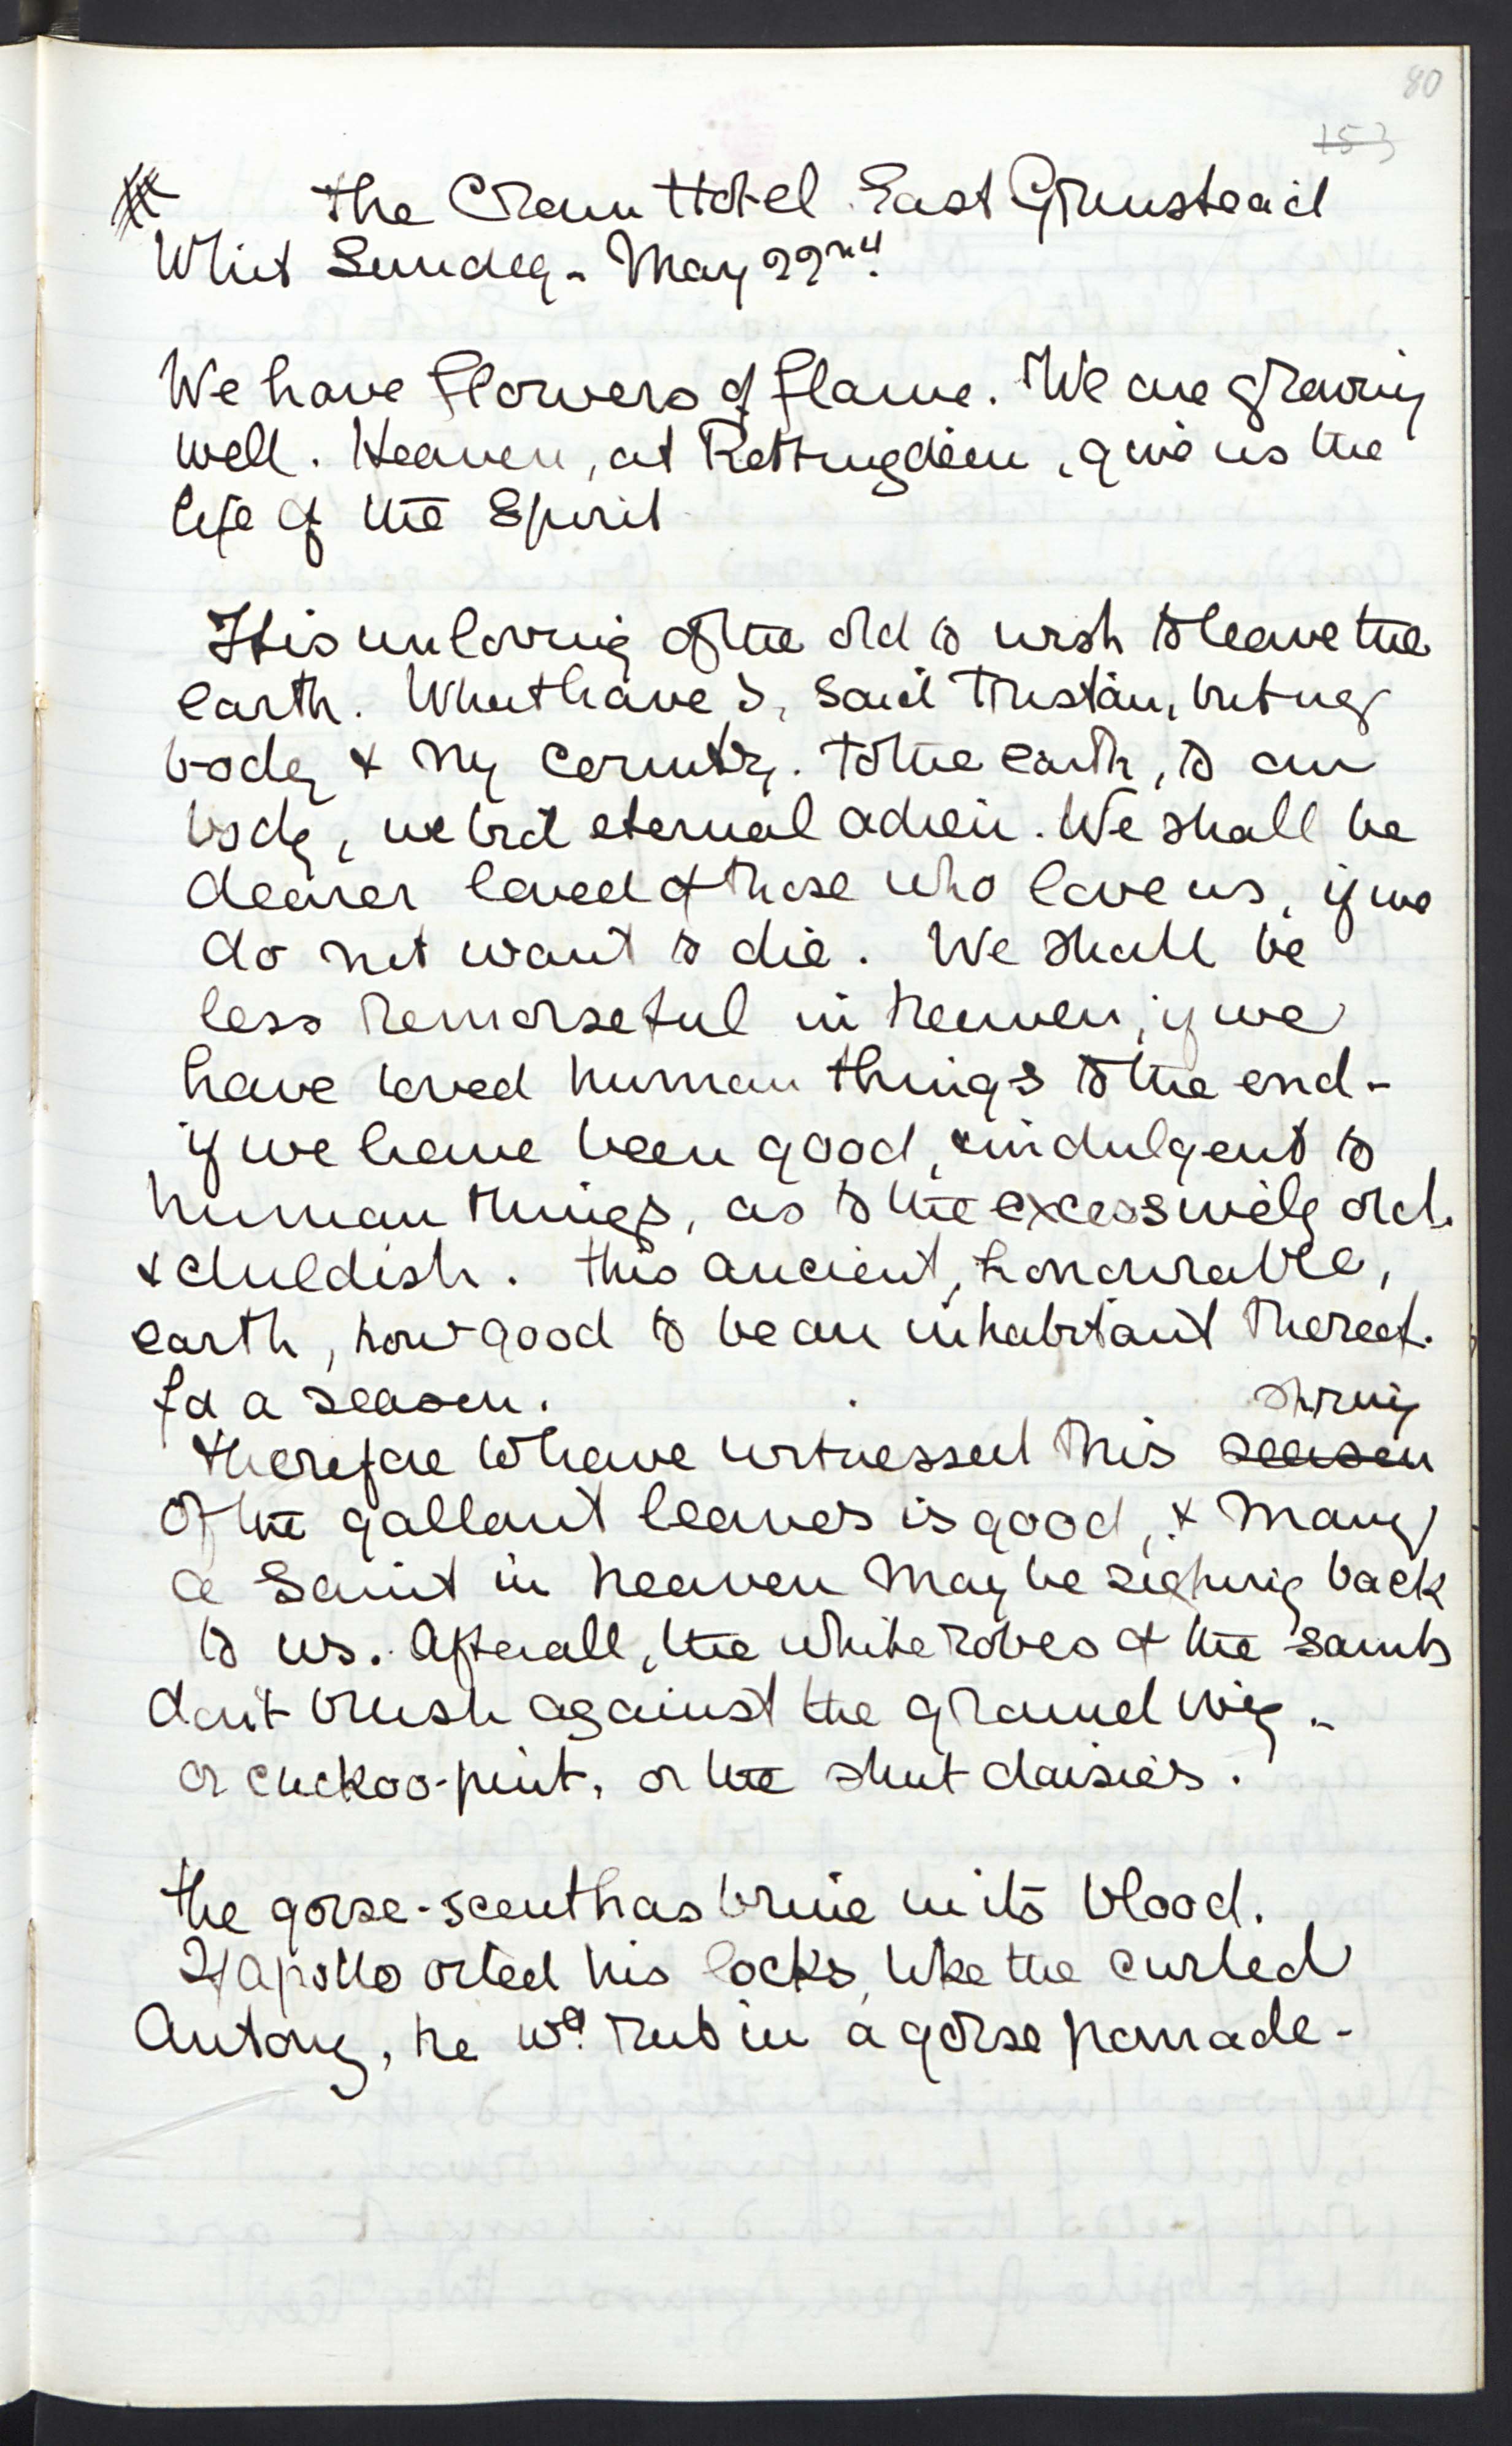 80
153
The Crown Hotel East Grinstead
Whit Sunday - May 22nd.
We have flowers of flame. We are growing
well. Heaven, at Rottingdean, give us the
life of the Spirit
It is unloving of the old to wish to leave the
earth. What have I, said Tristan, but my
body & my country. To the earth, to our
body, we bid eternal adieu. We shall be
dearer loved of those who love us, if we
do not want to die. We shall be
less remorseful in heaven, if we
have loved human things to the end -
if we have been good, & indulgent to
human things, as to the excessively old
& childish. This ancient, honourable,
earth, how good to be an inhabitant thereof.
for a season.
Therefore to have witnessed this season spring
of the gallant leaves is good, & many
a Saint in heaven may be sighing back
to us. After all, the white robes of the Saints
don't brush against the ground ivy -
or cuckoo-pint, or the shut daisies.
The gorse-scent has brine in its blood.
If Apollo oiled his locks, like the curled
Antony, he wd. rub in a gorse pomade -